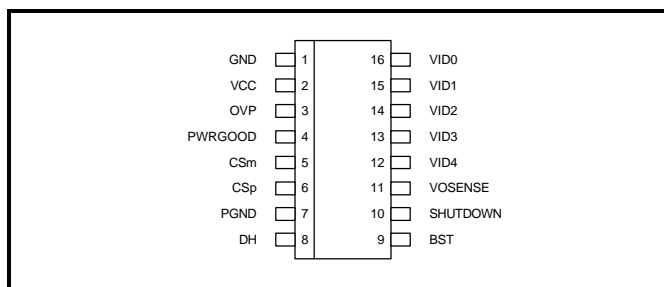 GND 1 16 VID0
VCC 2 15 VID1
OVP 3 14 VID2
PWRGOOD 4 13 VID3
CSm 5 12 VID4
CSp 6 11 VOSENSE
PGND 7 10 SHUTDOWN
DH 8 9 BST